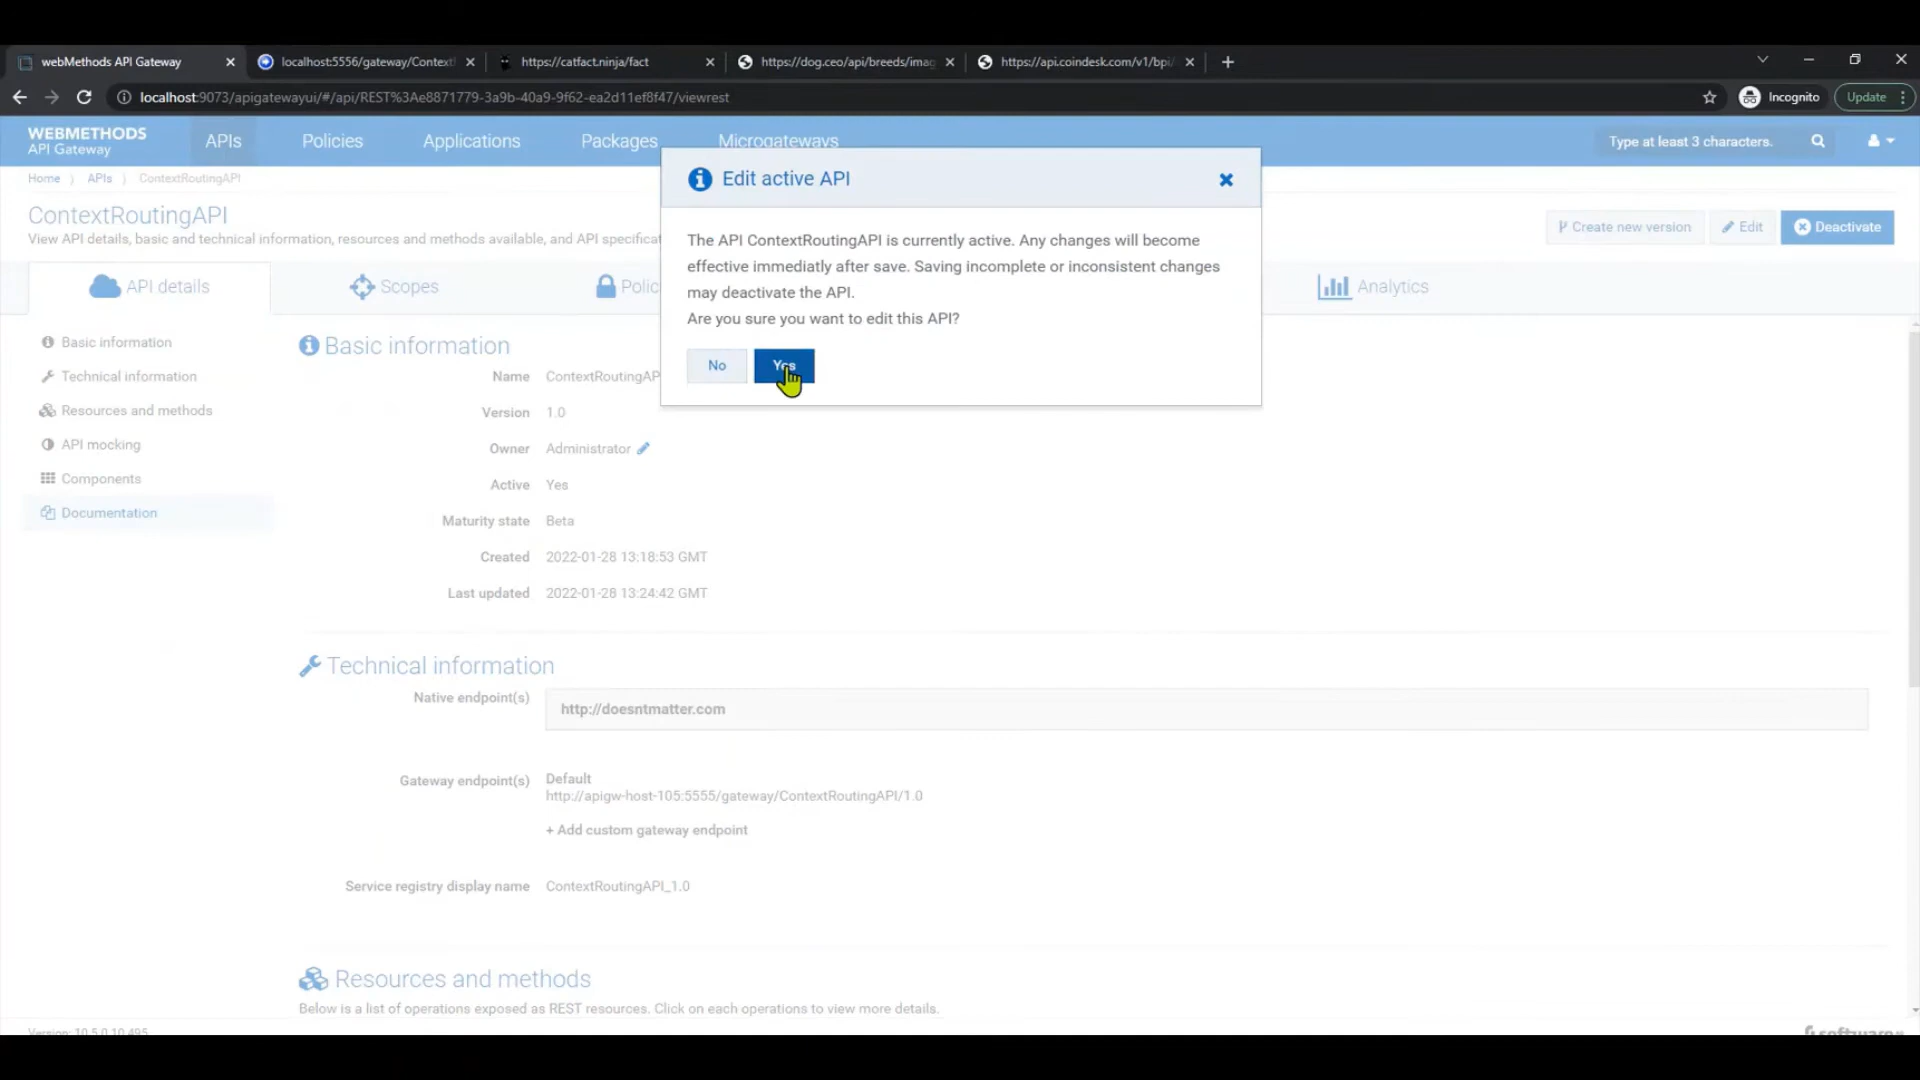 webMethods API Gateway
localhost:5556/gateway/Context
https://catfact.ninja/fact
https://dog.ceo/api/breeds/imag
https://api.coindesk.com/v1/bpi/
localhost:9073/apigatewayui/#/api/REST%3Ae8871779-3a9b-40a9-9f62-ea2d11ef8f47/viewrest
Incognito
Update
WEBMETHODS
API Gateway
APIs
Policies
Applications
Packages
Microgateways
Type at least 3 characters.
Home
APIs
ContextRoutingAPI
Edit active API
ContextRoutingAPI
View API details, basic and technical information, resources and methods available, and API specificat
Create new version
Edit
Deactivate
The API ContextRoutingAPI is currently active. Any changes will become
effective immediatly after save. Saving incomplete or inconsistent changes
may deactivate the API.
Are you sure you want to edit this API?
No
Yes
API details
Scopes
Polic
Analytics
Basic information
Technical information
Resources and methods
API mocking
Components
Documentation
Basic information
Name ContextRoutingAP
Version 1.0
Owner Administrator
Active Yes
Maturity state Beta
Created 2022-01-28 13:18:53 GMT
Last updated 2022-01-28 13:24:42 GMT
Technical information
Native endpoint(s) http://doesntmatter.com
Gateway endpoint(s) Default
http://apigw-host-105:5555/gateway/ContextRoutingAPI/1.0
+ Add custom gateway endpoint
Service registry display name ContextRoutingAPI_1.0
Resources and methods
Below is a list of operations exposed as REST resources. Click on each operations to view more details.
Version: 10.5.0.10.495
software